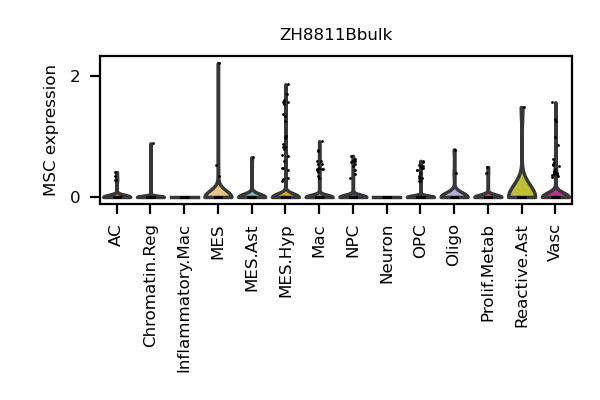 ZH8811Bbulk
MSC expression
2
0
AC
Chromatin.Reg
Inflammatory.Mac
MES
MES.Ast
MES.Hyp
Mac
NPC
Neuron
OPC
Oligo
Prolif.Metab
Reactive.Ast
Vasc